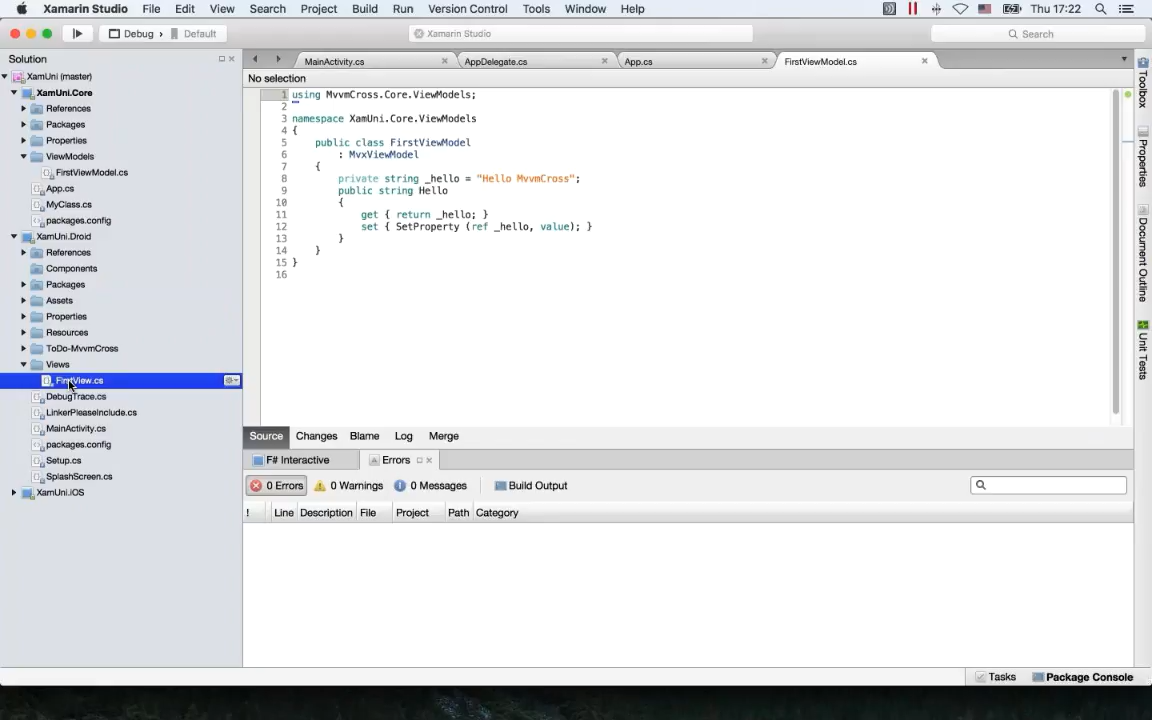 Xamarin Studio File Edit View Search Project Build Run Version Control Tools Window Help Thu 17:22
Debug › Default Xamarin Studio Search
Solution
XamUni (master)
XamUni.Core
References
Packages
Properties
ViewModels
FirstViewModel.cs
App.cs
MyClass.cs
packages.config
XamUni.Droid
References
Components
Packages
Assets
Properties
Resources
ToDo-MvvmCross
Views
FirstView.cs
DebugTrace.cs
LinkerPleaseInclude.cs
MainActivity.cs
packages.config
Setup.cs
SplashScreen.cs
XamUni.iOS
MainActivity.cs AppDelegate.cs App.cs FirstViewModel.cs
No selection
1 using MvvmCross.Core.ViewModels;
2
3 namespace XamUni.Core.ViewModels
4 {
5 public class FirstViewModel
6 : MvxViewModel
7 {
8 private string _hello = "Hello MvvmCross";
9 public string Hello
10 {
11 get { return _hello; }
12 set { SetProperty (ref _hello, value); }
13 }
14 }
15 }
16
Source Changes Blame Log Merge
F# Interactive Errors
0 Errors 0 Warnings 0 Messages Build Output
! Line Description File Project Path Category
Toolbox
Properties
Document Outline
Unit Tests
Tasks Package Console